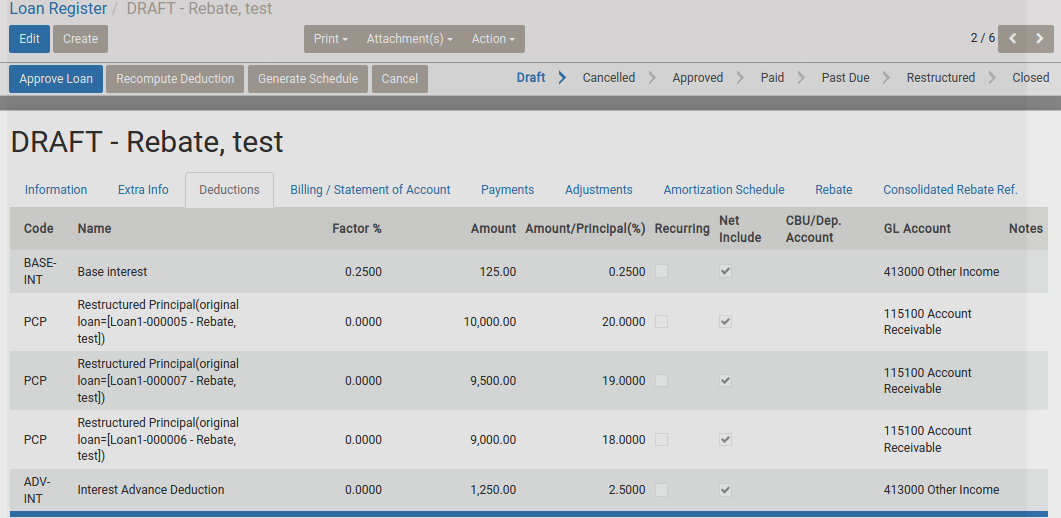 Loan Register / DRAFT - Rebate, test
Edit Create Print Attachment(s) Action 2 / 6
Approve Loan Recompute Deduction Generate Schedule Cancel Draft Cancelled Approved Paid Past Due Restructured Closed
DRAFT - Rebate, test
Information Extra Info Deductions Billing / Statement of Account Payments Adjustments Amortization Schedule Rebate Consolidated Rebate Ref.
Code Name Factor % Amount Amount/Principal(%) Recurring Net Include CBU/Dep. Account GL Account Notes
BASE-INT Base interest 0.2500 125.00 0.2500 413000 Other Income
PCP Restructured Principal(original loan=[Loan1-000005 - Rebate, test]) 0.0000 10,000.00 20.0000 115100 Account Receivable
PCP Restructured Principal(original loan=[Loan1-000007 - Rebate, test]) 0.0000 9,500.00 19.0000 115100 Account Receivable
PCP Restructured Principal(original loan=[Loan1-000006 - Rebate, test]) 0.0000 9,000.00 18.0000 115100 Account Receivable
ADV-INT Interest Advance Deduction 0.0000 1,250.00 2.5000 413000 Other Income